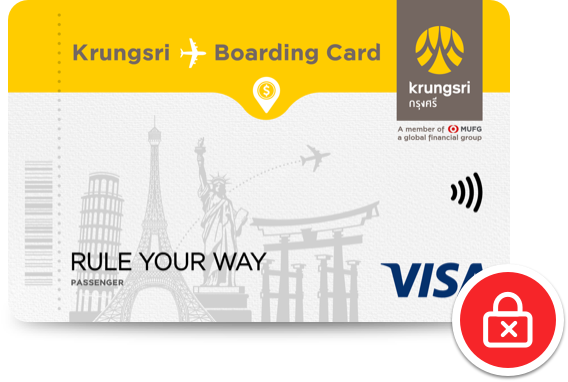 Krungsri Boarding Card
$
krungsri
กรุงศรี
A member of MUFG
a global financial group
RULE YOUR WAY
PASSENGER
VISA